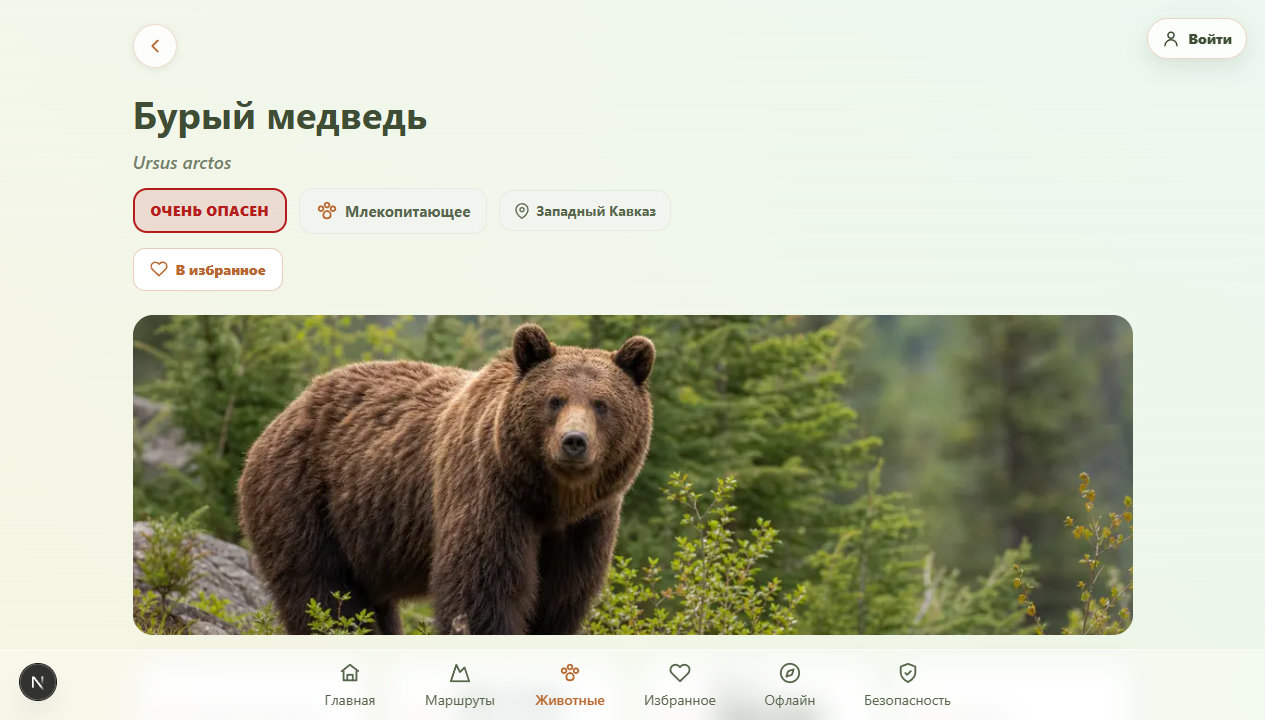 Войти
Бурый медведь
Ursus arctos
ОЧЕНЬ ОПАСЕН
Млекопитающее
Западный Кавказ
В избранное
N
Главная
Маршруты
Животные
Избранное
Офлайн
Безопасность